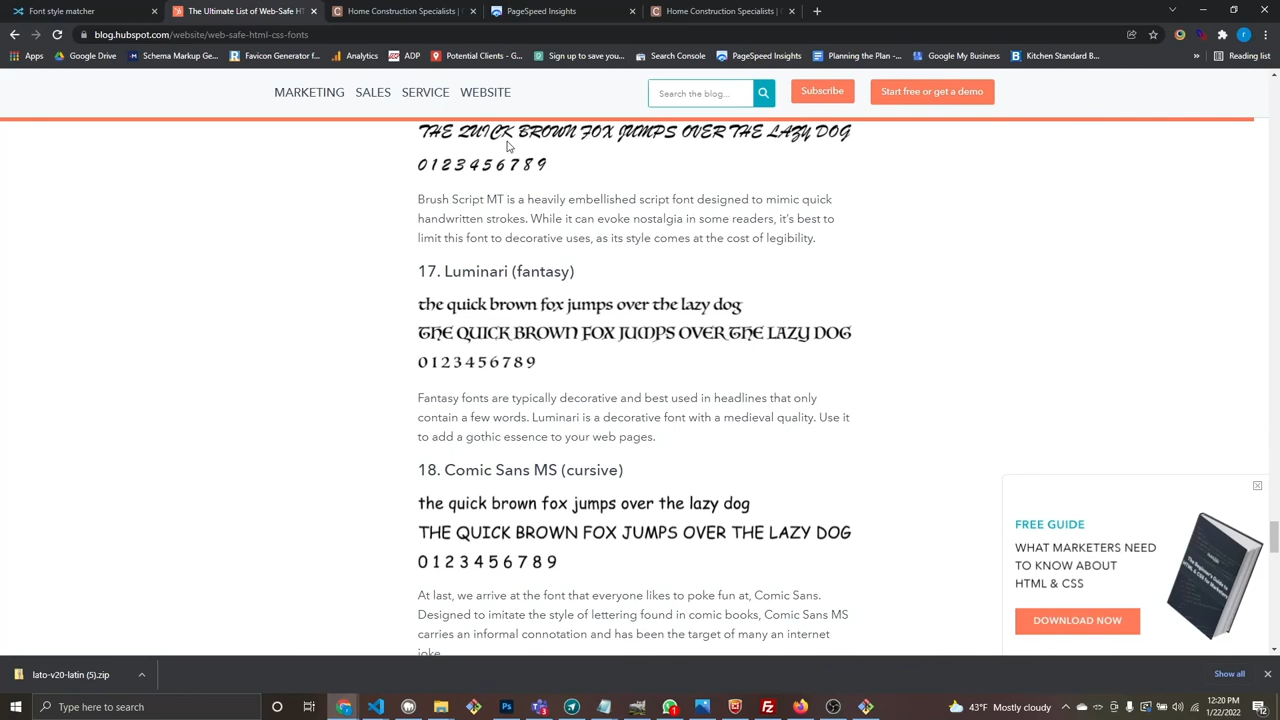 Font style matcher
The Ultimate List of Web-Safe HT
Home Construction Specialists | C
PageSpeed Insights
Home Construction Specialists | C
blog.hubspot.com/website/web-safe-html-css-fonts
Apps
Google Drive
Schema Markup Ge...
Favicon Generator f...
Analytics
ADP
Potential Clients - G...
Sign up to save you...
Search Console
PageSpeed Insights
Planning the Plan -...
Google My Business
Kitchen Standard B...
»
Reading list
MARKETING SALES SERVICE WEBSITE
Search the blog...
Subscribe
Start free or get a demo
THE QUICK BROWN FOX JUMPS OVER THE LAZY DOG
0 1 2 3 4 5 6 7 8 9
Brush Script MT is a heavily embellished script font designed to mimic quick
handwritten strokes. While it can evoke nostalgia in some readers, it's best to
limit this font to decorative uses, as its style comes at the cost of legibility.
17. Luminari (fantasy)
the quick brown fox jumps over the lazy dog
THE QUICK BROWN FOX JUMPS OVER THE LAZY DOG
0 1 2 3 4 5 6 7 8 9
Fantasy fonts are typically decorative and best used in headlines that only
contain a few words. Luminari is a decorative font with a medieval quality. Use it
to add a gothic essence to your web pages.
18. Comic Sans MS (cursive)
the quick brown fox jumps over the lazy dog
THE QUICK BROWN FOX JUMPS OVER THE LAZY DOG
0 1 2 3 4 5 6 7 8 9
At last, we arrive at the font that everyone likes to poke fun at, Comic Sans.
Designed to imitate the style of lettering found in comic books, Comic Sans MS
carries an informal connotation and has been the target of many an internet
joke.
FREE GUIDE
WHAT MARKETERS NEED
TO KNOW ABOUT
HTML & CSS
DOWNLOAD NOW
lato-v20-latin (5).zip
Show all
Type here to search
43°F Mostly cloudy
12:20 PM
1/22/2022